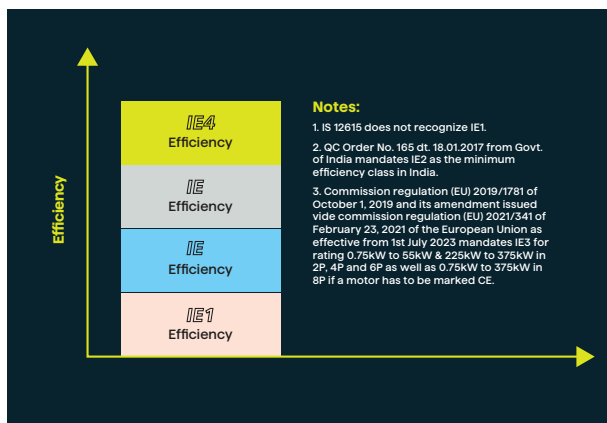 Efficiency
IE4
Efficiency
IE
Efficiency
IE
Efficiency
IE1
Efficiency
Notes:
1. IS 12615 does not recognize IE1.
2. QC Order No. 165 dt. 18.01.2017 from Govt.
of India mandates IE2 as the minimum
efficiency class in India.
3. Commission regulation (EU) 2019/1781 of
October 1, 2019 and its amendment issued
vide commission regulation (EU) 2021/341 of
February 23, 2021 of the European Union as
effective from 1st July 2023 mandates IE3 for
rating 0.75kW to 55kW & 225kW to 375kW in
2P, 4P and 6P as well as 0.75kW to 375kW in
8P if a motor has to be marked CE.